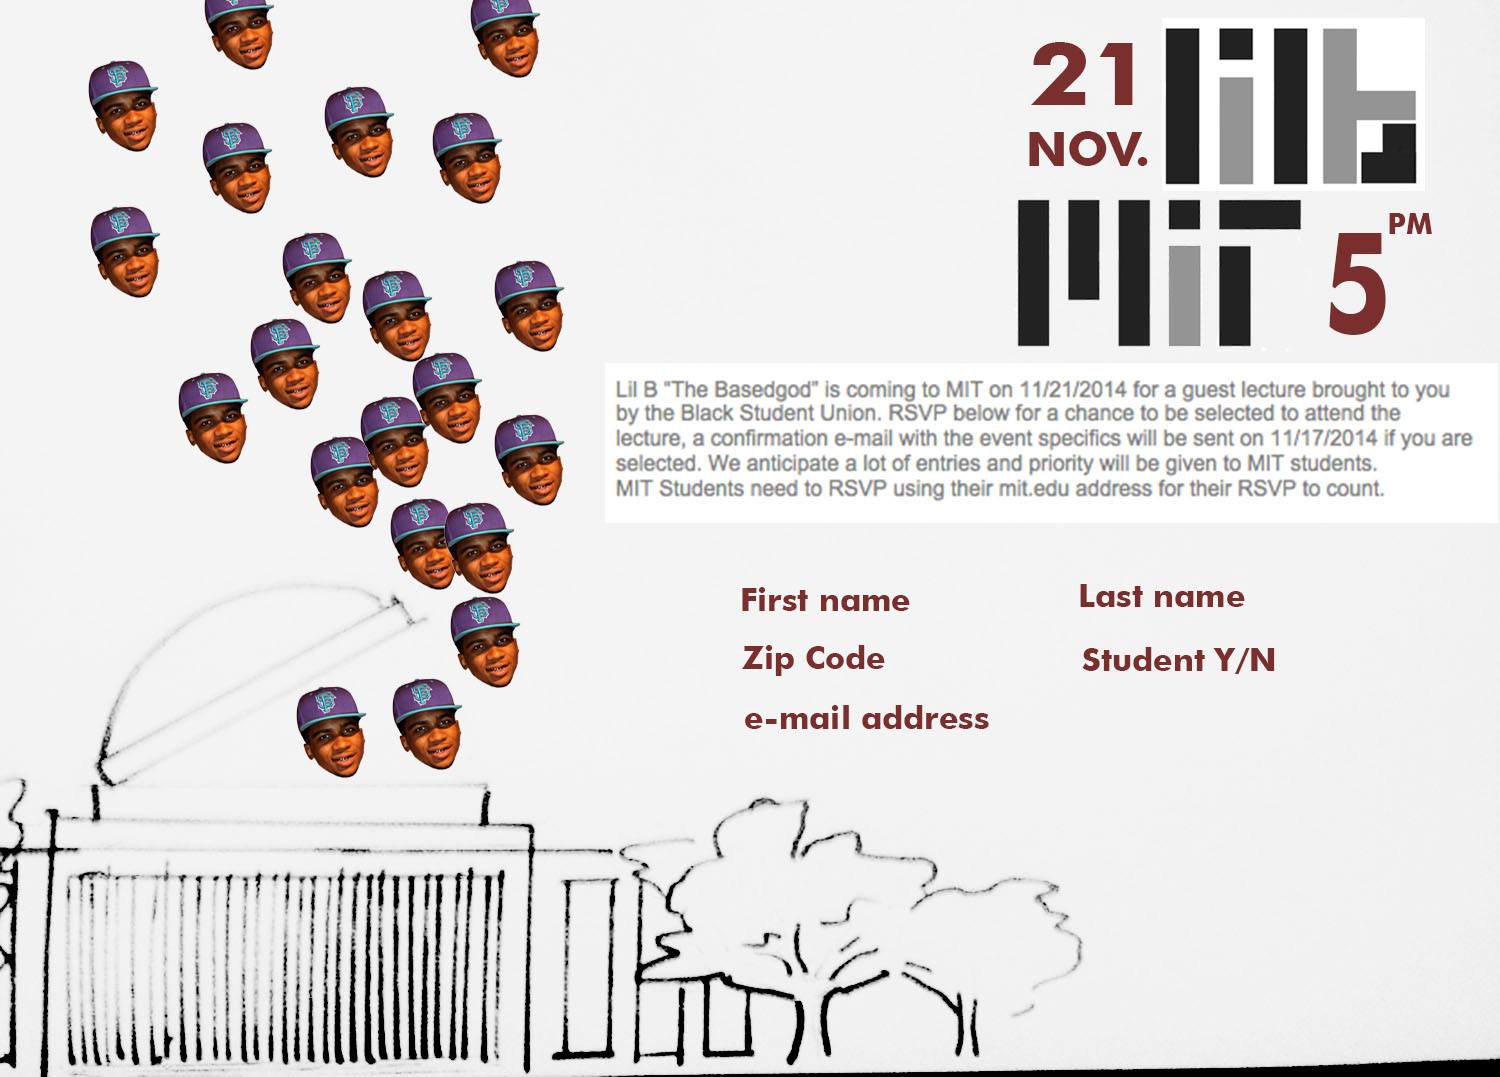 21
NOV.
lilb
MIT
5 PM
Lil B "The Basedgod" is coming to MIT on 11/21/2014 for a guest lecture brought to you
by the Black Student Union. RSVP below for a chance to be selected to attend the
lecture, a confirmation e-mail with the event specifics will be sent on 11/17/2014 if you are
selected. We anticipate a lot of entries and priority will be given to MIT students.
MIT Students need to RSVP using their mit.edu address for their RSVP to count.
First name
Last name
Zip Code
Student Y/N
e-mail address